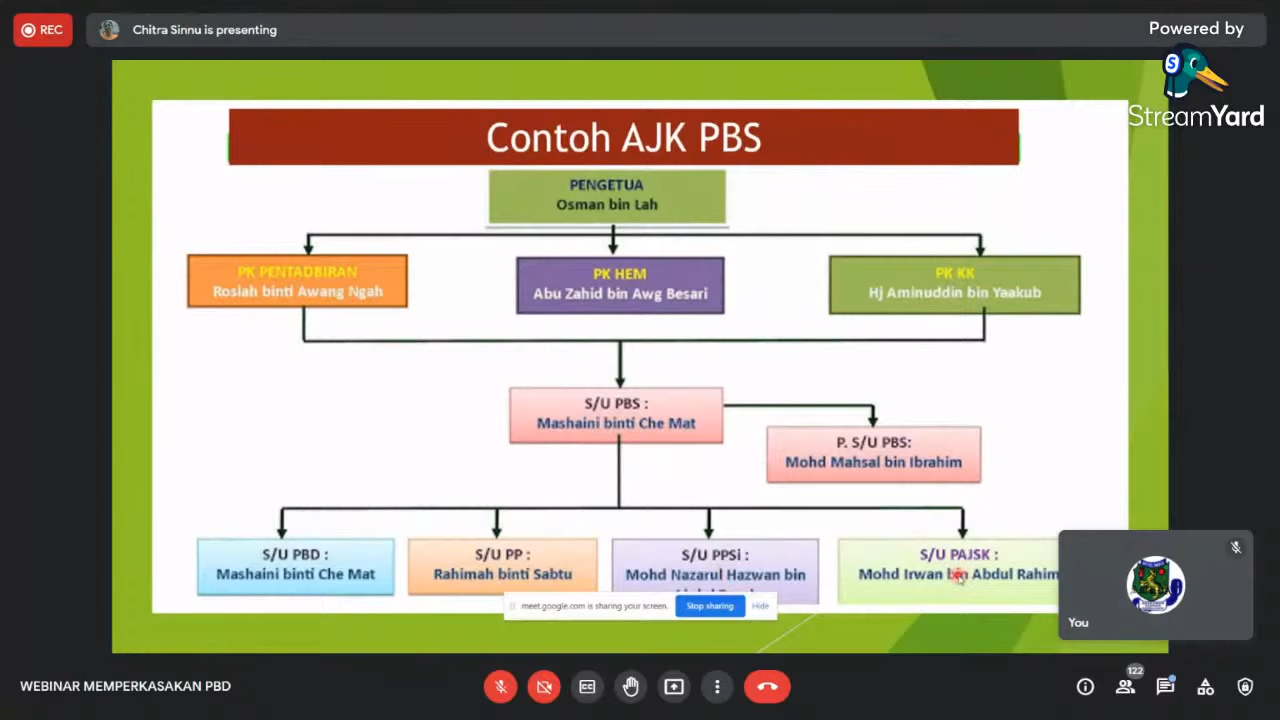 REC
Chitra Sinnu is presenting
Powered by
StreamYard
Contoh AJK PBS
PENGETUA
Osman bin Lah
PK PENTADBIRAN
Rosiah binti Awang Ngah
PK HEM
Abu Zahid bin Awg Besari
PK KK
Hj Aminuddin bin Yaakub
S/U PBS :
Mashaini binti Che Mat
P. S/U PBS:
Mohd Mahsal bin Ibrahim
S/U PBD :
Mashaini binti Che Mat
S/U PP :
Rahimah binti Sabtu
S/U PPSi :
Mohd Nazarul Hazwan bin
S/U PAJSK :
Mohd Irwan bin Abdul Rahim
meet.google.com is sharing your screen.
Stop sharing
Hide
You
WEBINAR MEMPERKASAKAN PBD
122